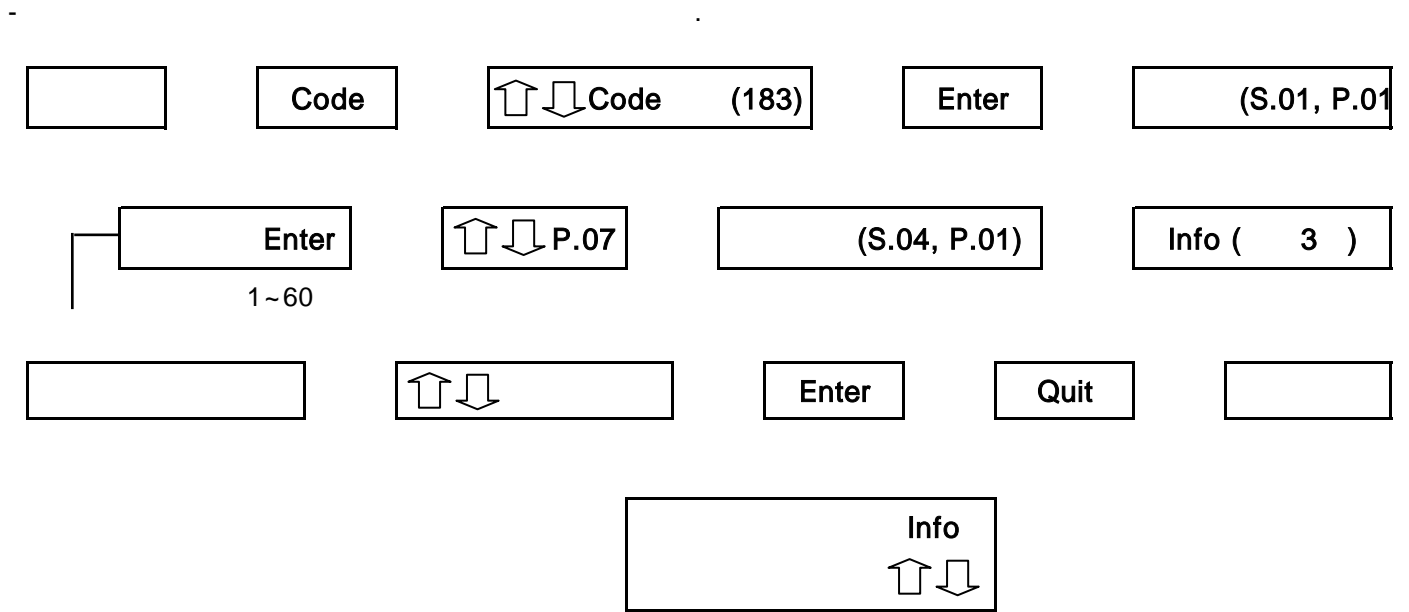 - .
Code
⇧⇩Code (183)
Enter
(S.01, P.01
Enter
⇧⇩P.07
(S.04, P.01)
Info ( 3 )
1~60
⇧⇩
Enter
Quit
Info
⇧⇩